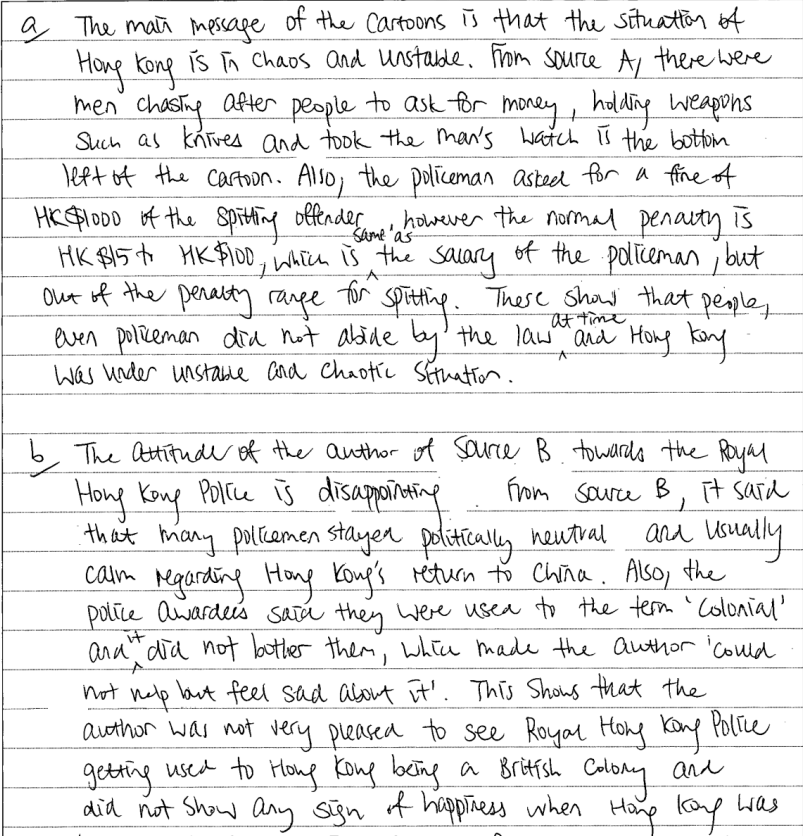 a The main message of the Cartoons is that the situation of
Hong Kong is in chaos and unstable. From source A, there were
men chasing after people to ask for money, holding weapons
Such as knives and took the man's watch is the bottom
left of the cartoon. Also, the policeman asked for a fine of
HK$1000 of the spitting offender, however the normal penalty is
HK $15 to HK$100, which is same as the salary of the policeman, but
out of the penalty range for spitting. These show that people,
even policeman did not abide by the law at time and Hong Kong
was under unstable and chaotic situation.
b The attitude of the author of source B towards the Royal
Hong Kong Police is disappointing. From source B, it said
that many policemen stayed politically neutral and usually
calm regarding Hong Kong's return to China. Also, the
police awardees said they were used to the term 'colonial'
and it did not bother them, which made the author 'could
not help but feel sad about it'. This shows that the
author was not very pleased to see Royal Hong Kong Police
getting used to Hong Kong being a British Colony and
did not show any sign of happiness when Hong Kong was